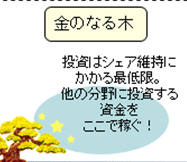 金のなる木
投資はシェア維持に
かかる最低限。
他の分野に投資する
資金を
ここで稼ぐ！